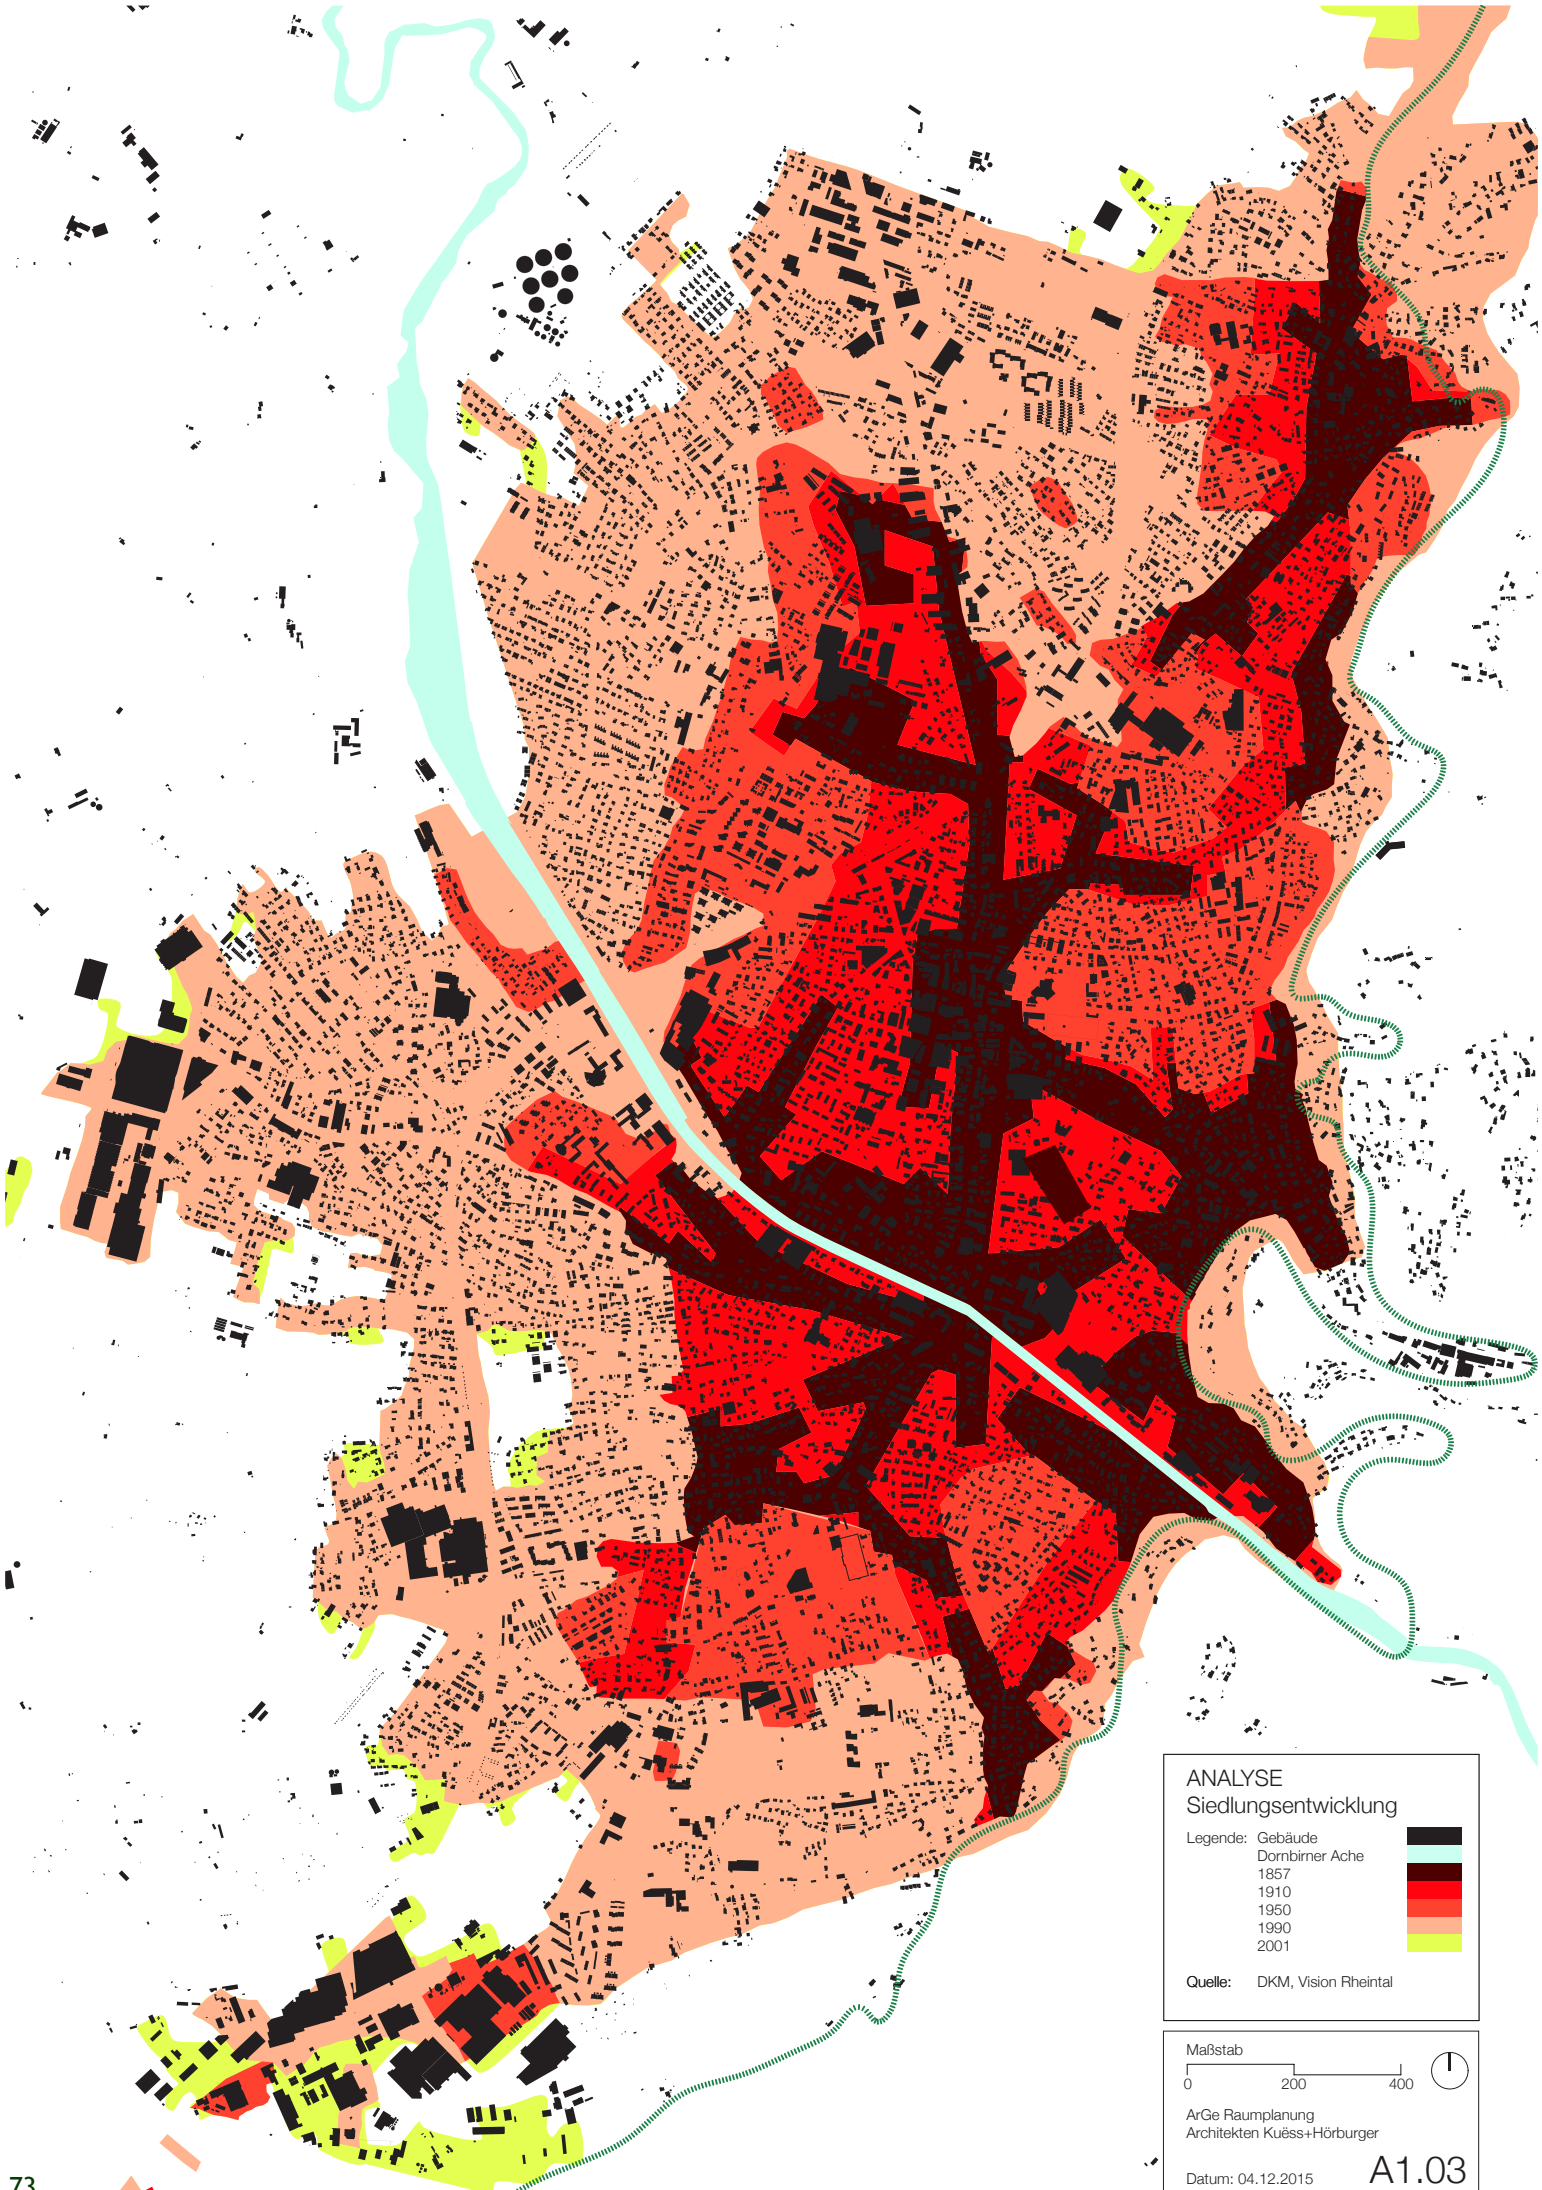 ANALYSE
Siedlungsentwicklung
Legende: Gebäude
Dornbirner Ache
1857
1910
1950
1990
2001
Quelle: DKM, Vision Rheintal
Maßstab
0 200 400
ArGe Raumplanung
Architekten Kuëss+Hörburger
Datum: 04.12.2015 A1.03
73